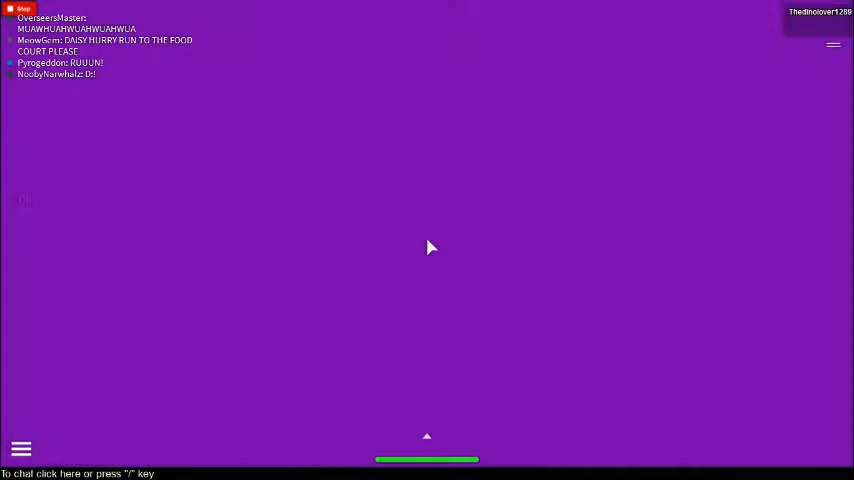 Stop
OverseersMaster:
MUAWHUAHWUAHWUAHWUA
MeowGem: DAISY HURRY RUN TO THE FOOD
COURT PLEASE
Pyrogeddon: RUUUN!
NoobyNarwhalz: D:!
Thedinolover1289
To chat click here or press "/" key